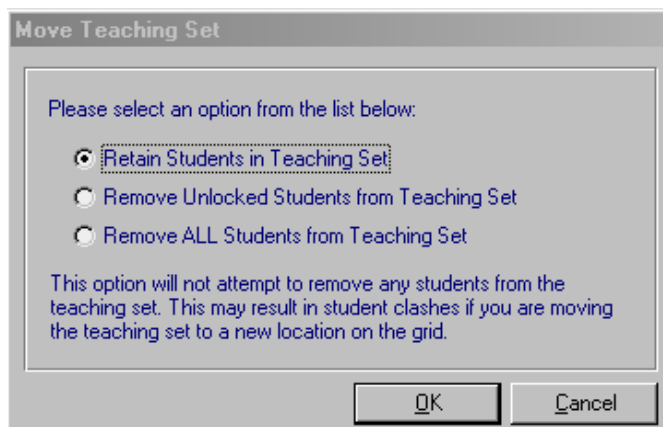 Move Teaching Set
Please select an option from the list below:
Retain Students in Teaching Set
Remove Unlocked Students from Teaching Set
Remove ALL Students from Teaching Set
This option will not attempt to remove any students from the
teaching set. This may result in student clashes if you are moving
the teaching set to a new location on the grid.
OK Cancel